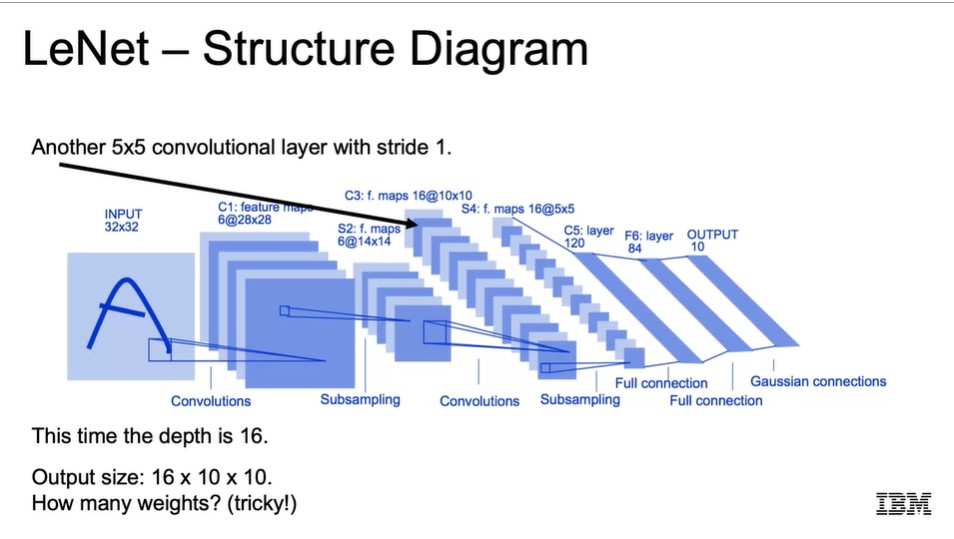 LeNet – Structure Diagram
Another 5x5 convolutional layer with stride 1.
INPUT
32x32
C1: feature maps
6@28x28
S2: f. maps
6@14x14
C3: f. maps 16@10x10
S4: f. maps 16@5x5
C5: layer
120
F6: layer
84
OUTPUT
10
Convolutions
Subsampling
Convolutions
Subsampling
Full connection
Full connection
Gaussian connections
This time the depth is 16.
Output size: 16 x 10 x 10.
How many weights? (tricky!)
IBM